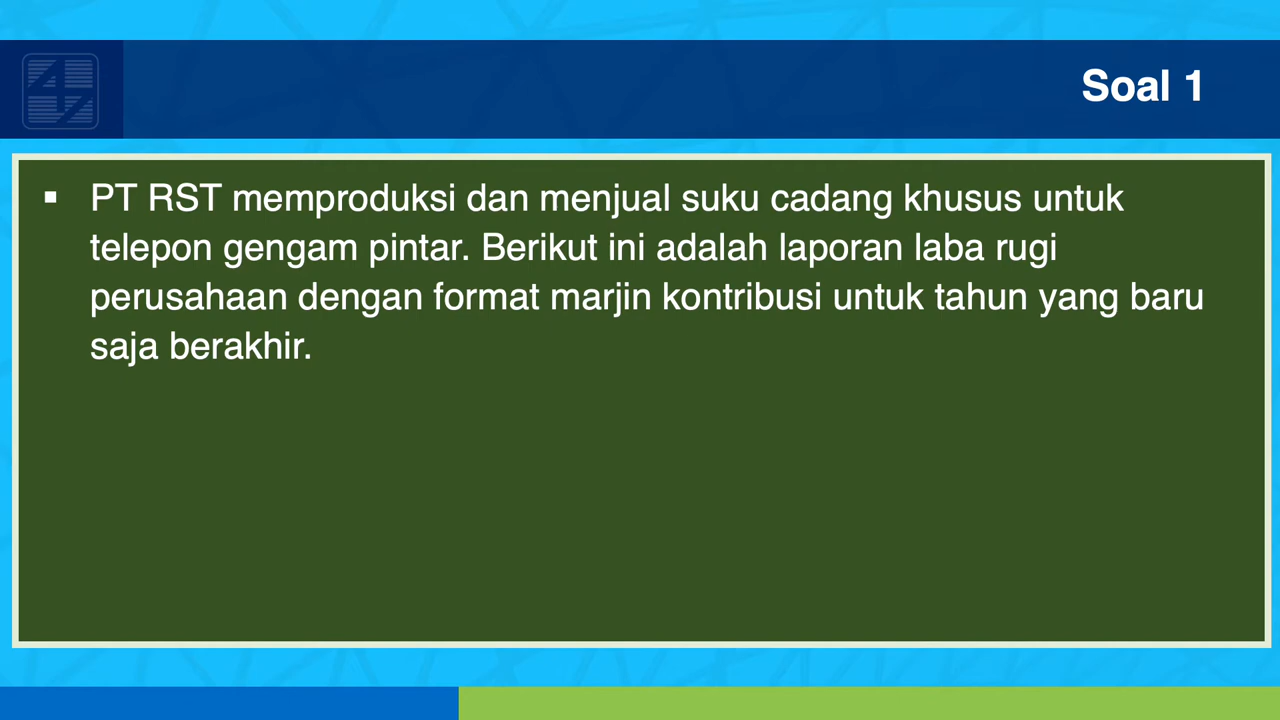 Soal 1
▪ PT RST memproduksi dan menjual suku cadang khusus untuk
telepon gengam pintar. Berikut ini adalah laporan laba rugi
perusahaan dengan format marjin kontribusi untuk tahun yang baru
saja berakhir.